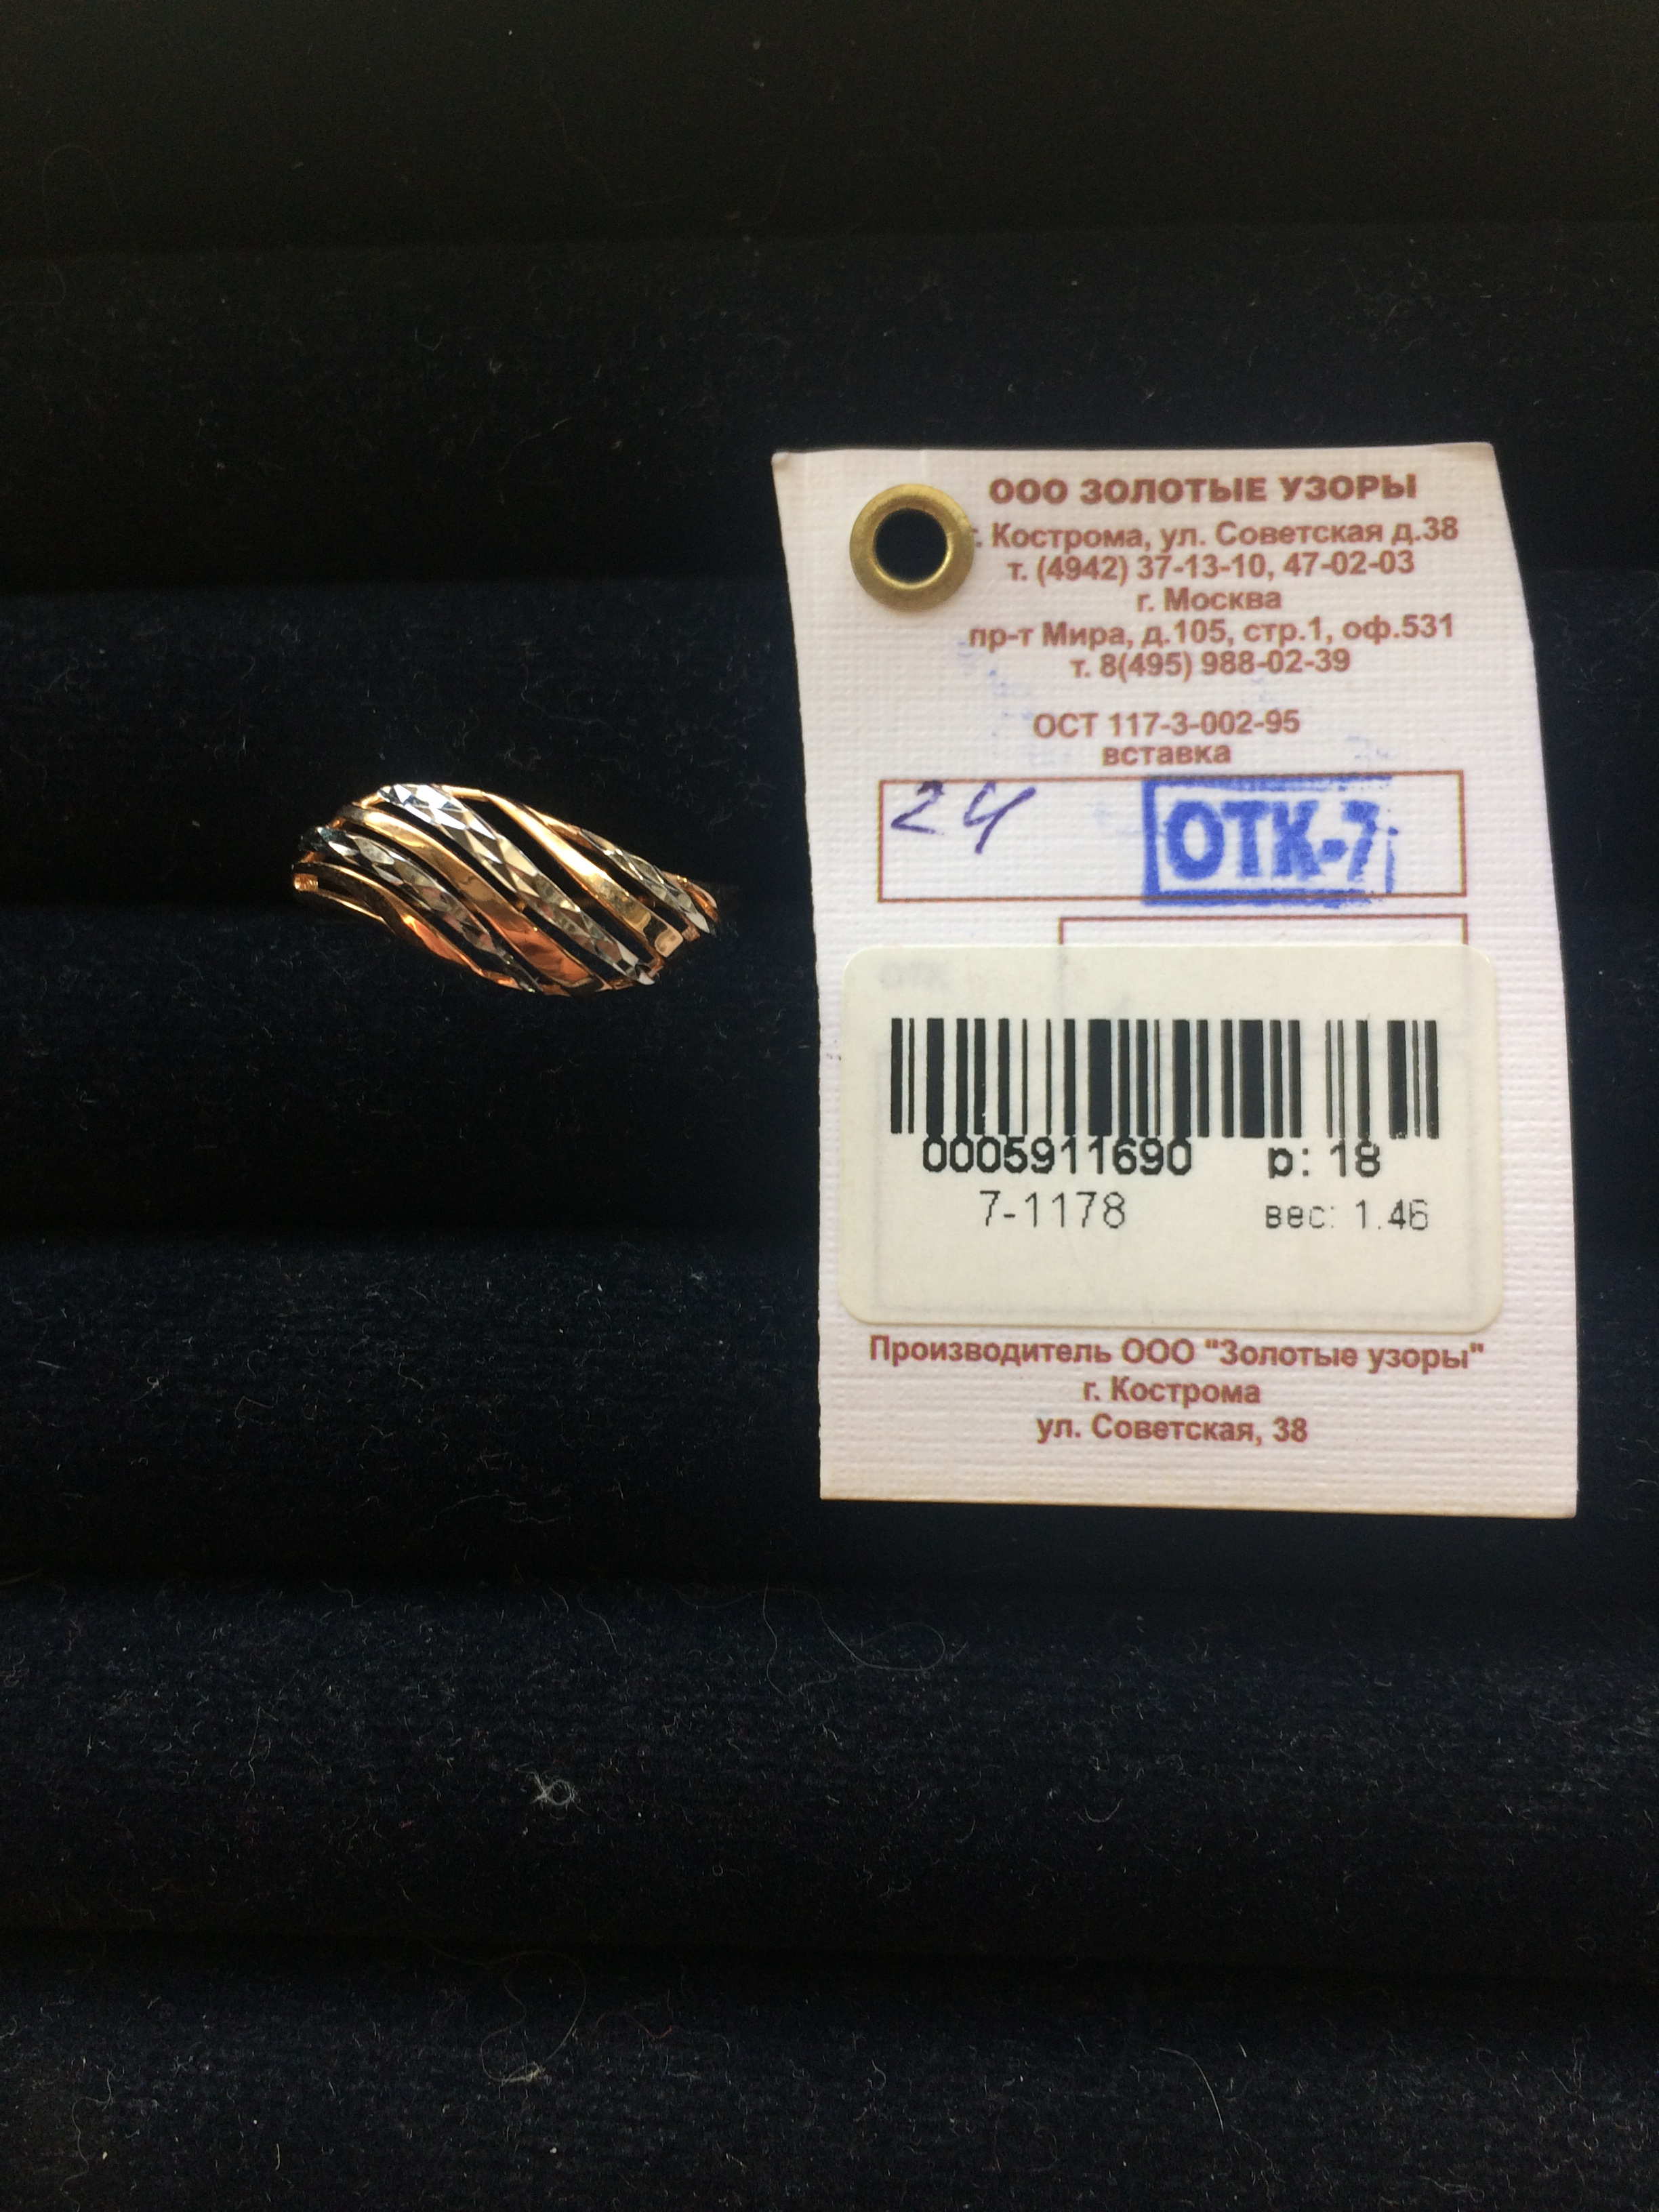 ООО ЗОЛОТЫЕ УЗОРЫ
г. Кострома, ул. Советская д.38
т. (4942) 37-13-10, 47-02-03
г. Москва
пр-т Мира, д.105, стр.1, оф.531
т. 8(495) 988-02-39
ОСТ 117-3-002-95
вставка
24 ОТК-7
0005911690 р: 18
7-1178 вес: 1.46
Производитель ООО "Золотые узоры"
г. Кострома
ул. Советская, 38